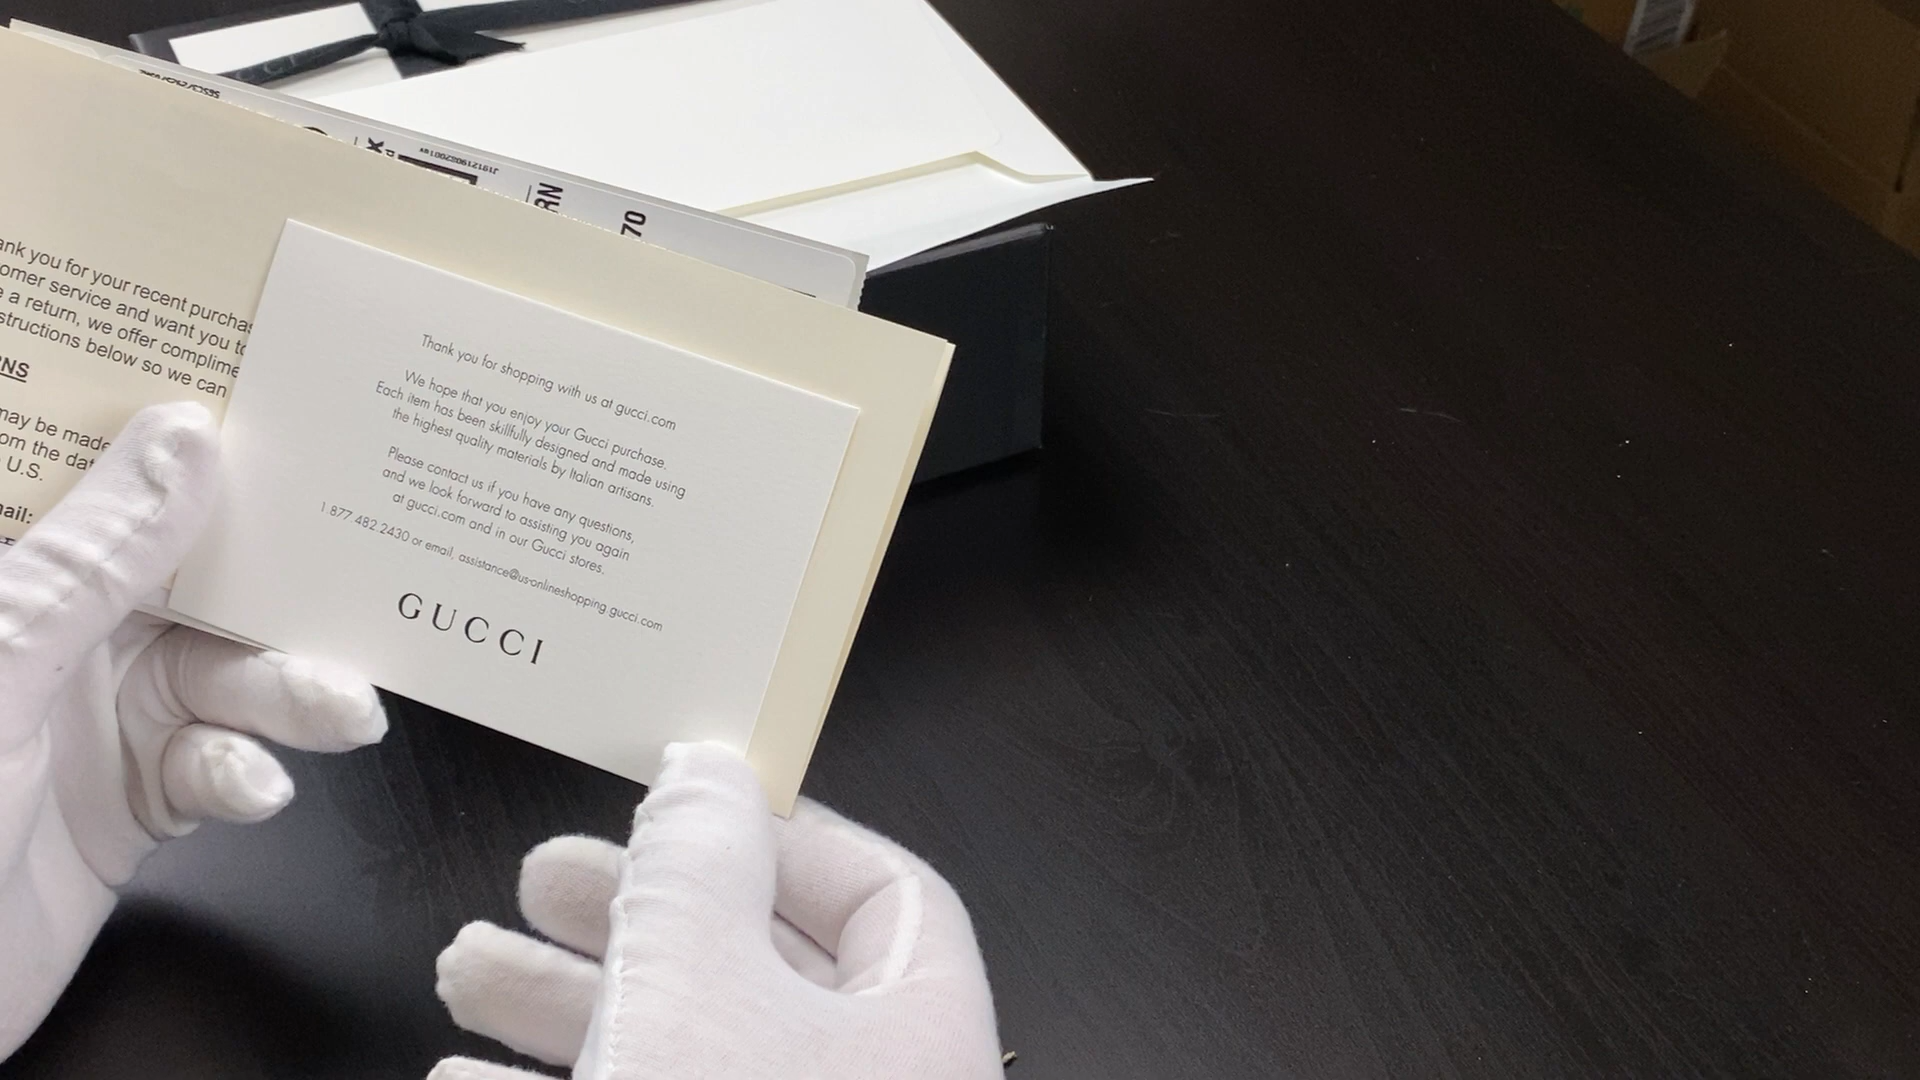 GUCCI
RN
70
ank you for your recent purchas
omer service and want you to
e a return, we offer complime
structions below so we can
NS
may be made
om the dat
U.S.
ail:
Thank you for shopping with us at gucci.com
We hope that you enjoy your Gucci purchase.
Each item has been skillfully designed and made using
the highest quality materials by Italian artisans.
Please contact us if you have any questions,
and we look forward to assisting you again
at gucci.com and in our Gucci stores.
1.877.482.2430 or email, assistance@us-onlineshopping.gucci.com
GUCCI